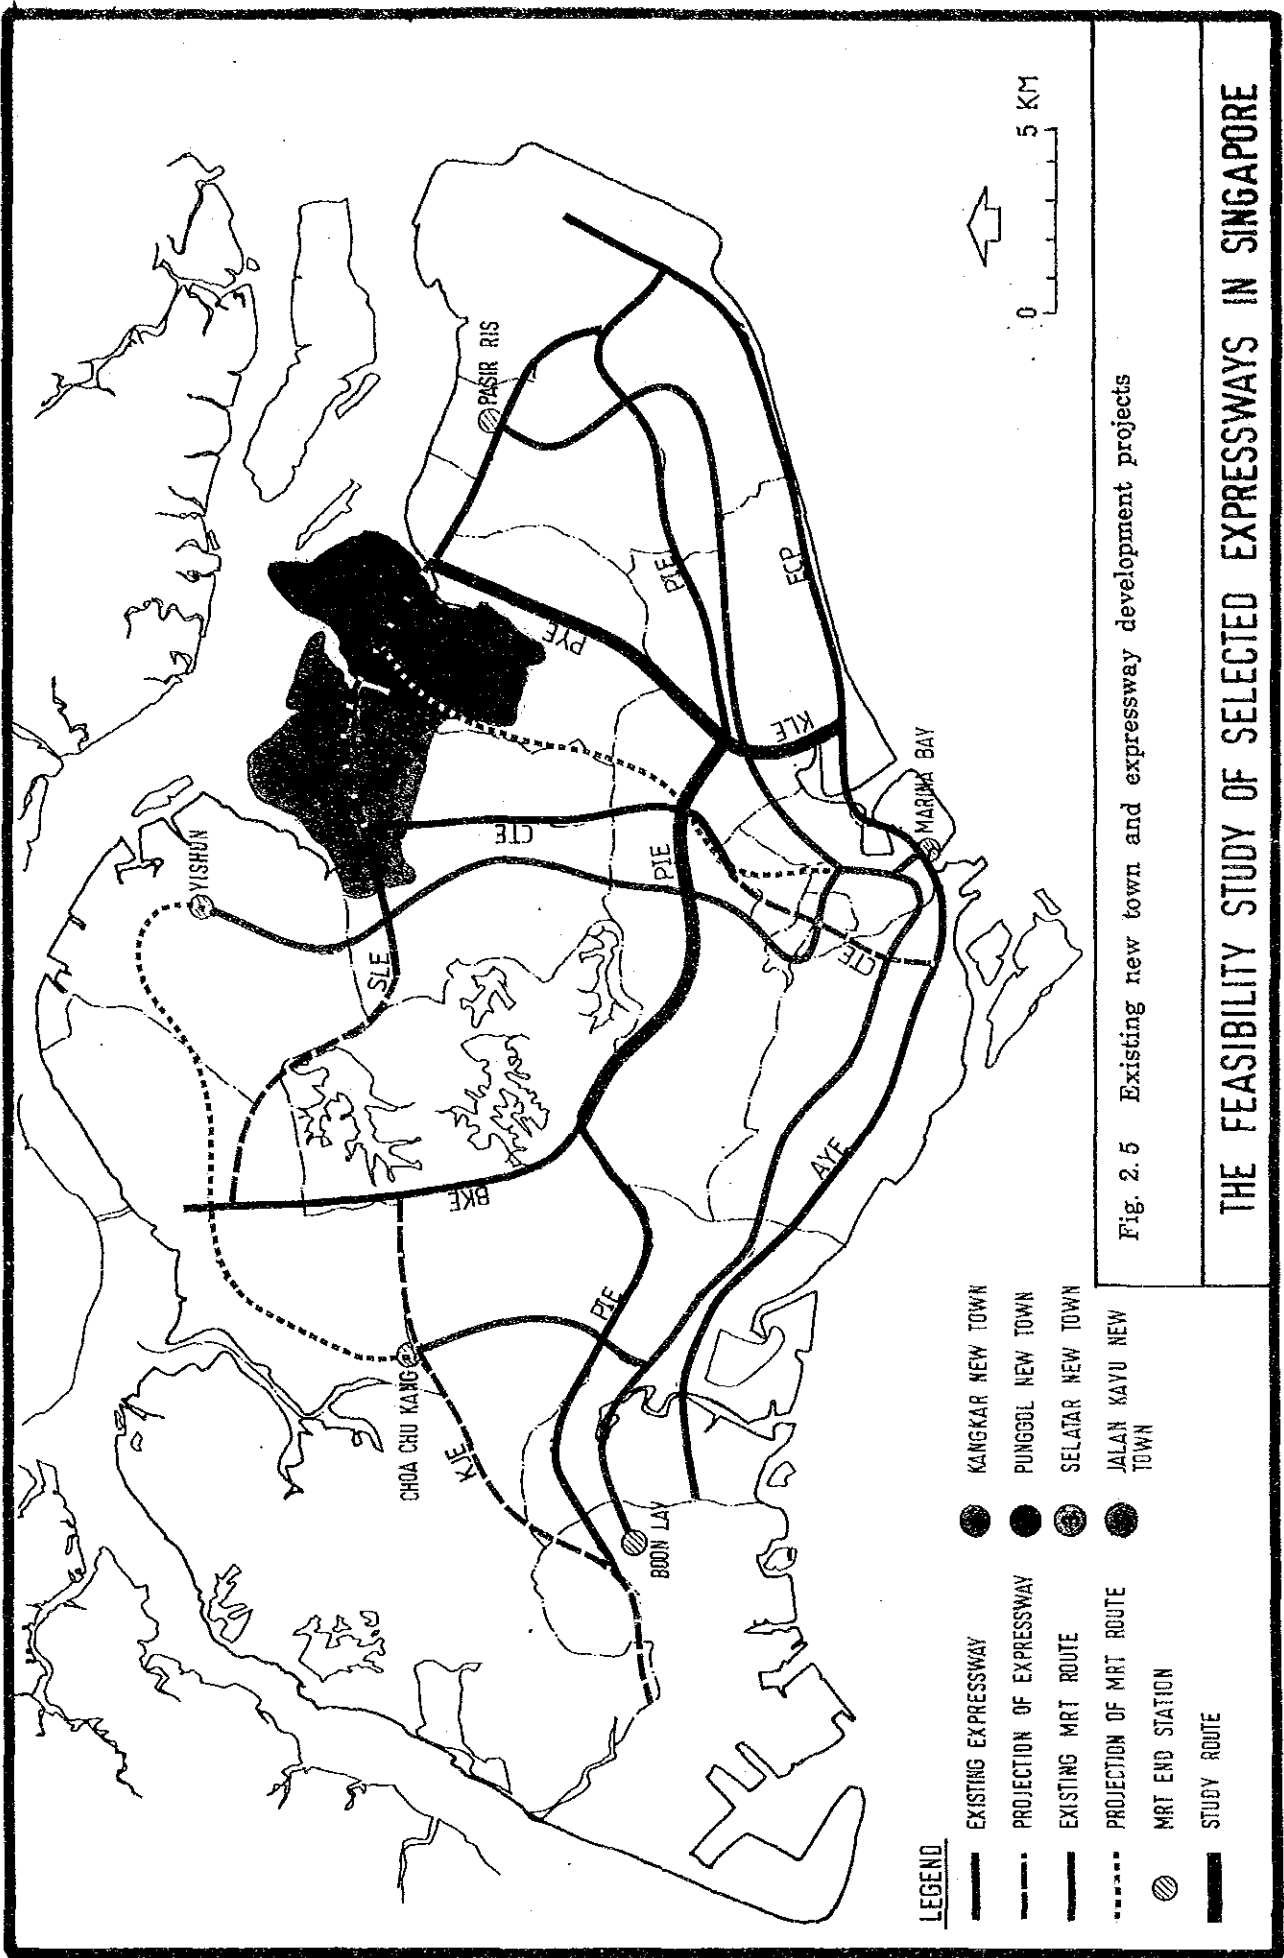 YISHUN
PASIR RIS
SLE
CTE
PYE
PIE
ECP
BKE
PIE
KLE
CHOA CHU KANG
KJE
PIE
CTE
MARINA BAY
AYE
BOON LAY
0 5 KM
LEGEND
EXISTING EXPRESSWAY
PROJECTION OF EXPRESSWAY
EXISTING MRT ROUTE
PROJECTION OF MRT ROUTE
MRT END STATION
STUDY ROUTE
KANGKAR NEW TOWN
PUNGGOL NEW TOWN
SELATAR NEW TOWN
JALAN KAYU NEW
TOWN
Fig. 2.5 Existing new town and expressway development projects
THE FEASIBILITY STUDY OF SELECTED EXPRESSWAYS IN SINGAPORE